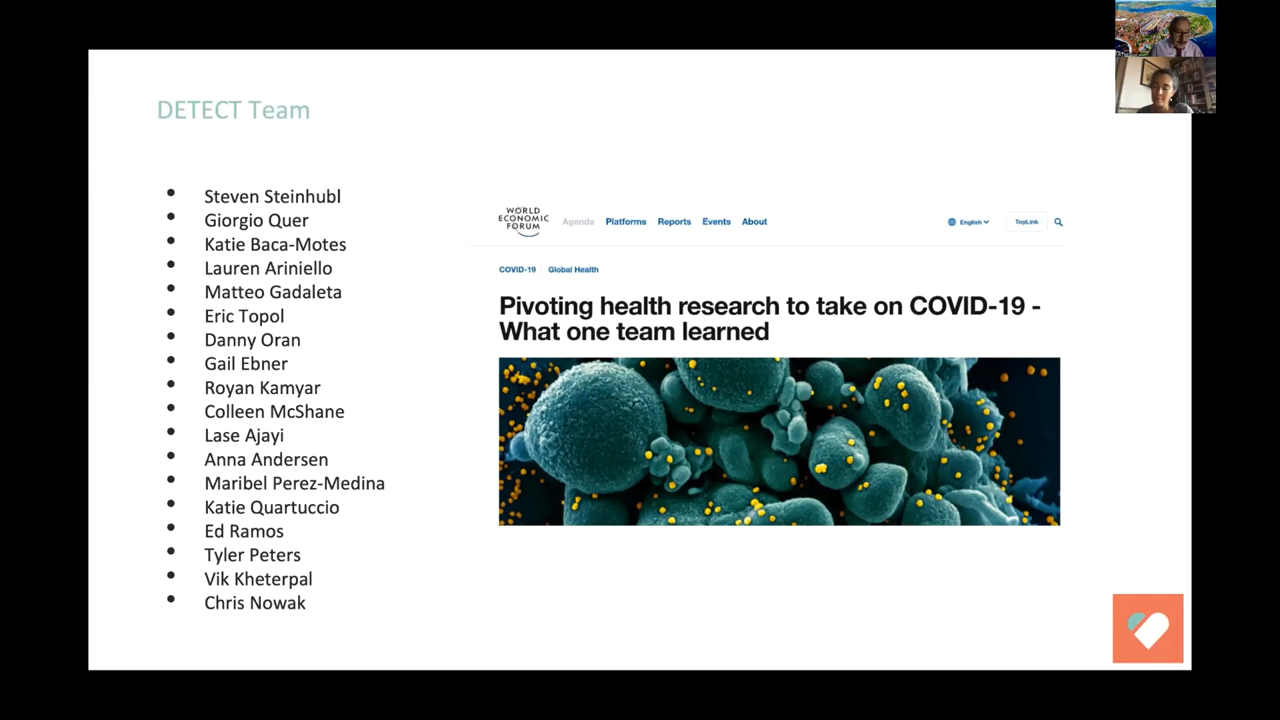 DETECT Team
• Steven Steinhubl
• Giorgio Quer
• Katie Baca-Motes
• Lauren Ariniello
• Matteo Gadaleta
• Eric Topol
• Danny Oran
• Gail Ebner
• Royan Kamyar
• Colleen McShane
• Lase Ajayi
• Anna Andersen
• Maribel Perez-Medina
• Katie Quartuccio
• Ed Ramos
• Tyler Peters
• Vik Kheterpal
• Chris Nowak
WORLD
ECONOMIC
FORUM
Agenda Platforms Reports Events About
English TopLink
COVID-19 Global Health
Pivoting health research to take on COVID-19 -
What one team learned